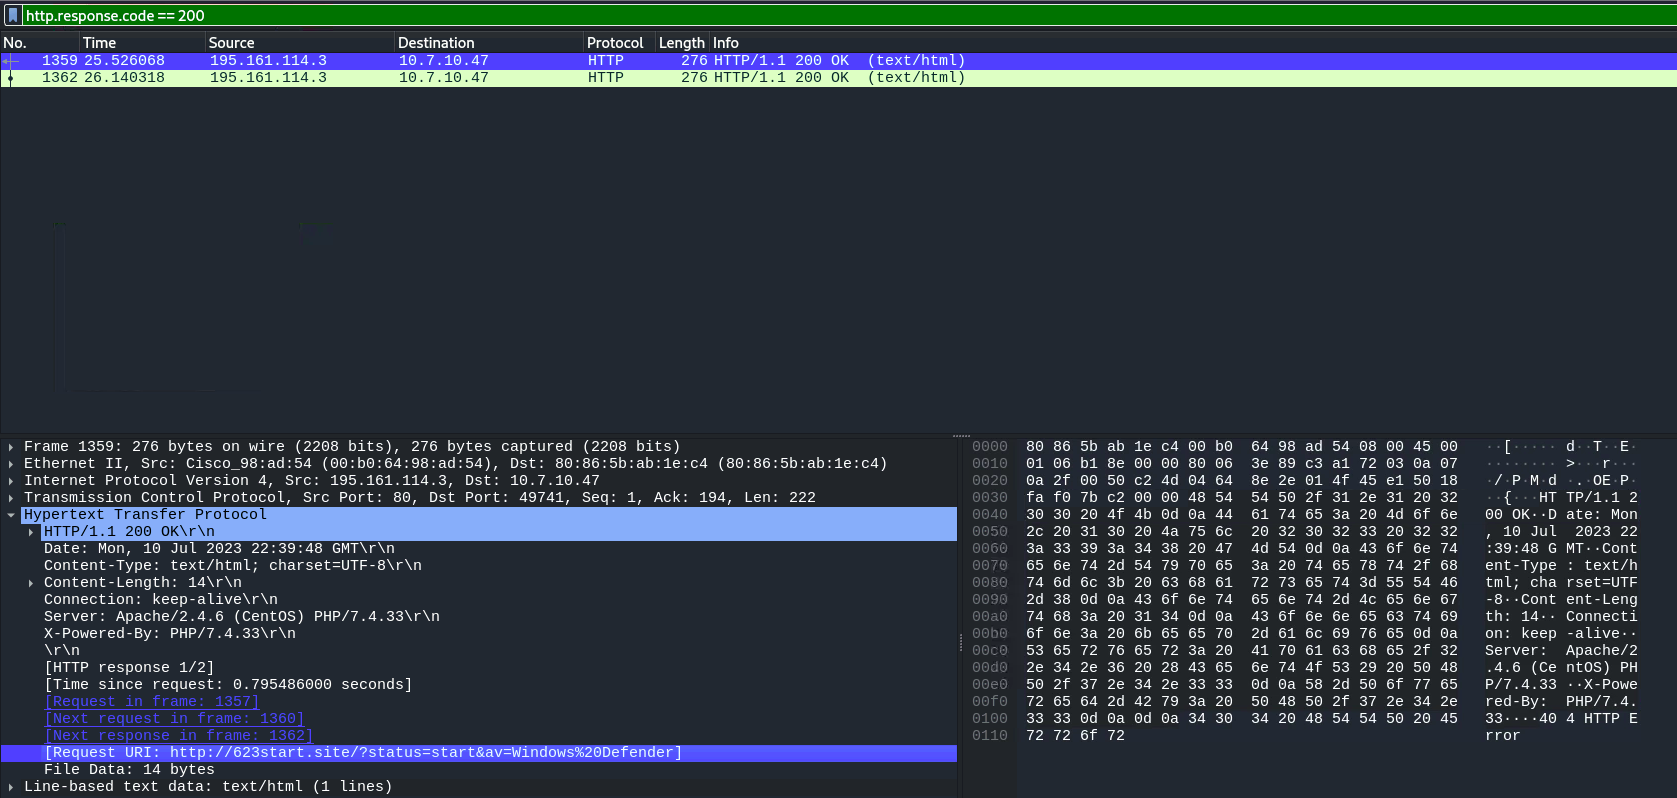 http.response.code == 200
No. Time Source Destination Protocol Length Info
1359 25.526068 195.161.114.3 10.7.10.47 HTTP 276 HTTP/1.1 200 OK (text/html)
1362 26.140318 195.161.114.3 10.7.10.47 HTTP 276 HTTP/1.1 200 OK (text/html)
Frame 1359: 276 bytes on wire (2208 bits), 276 bytes captured (2208 bits)
Ethernet II, Src: Cisco_98:ad:54 (00:b0:64:98:ad:54), Dst: 80:86:5b:ab:1e:c4 (80:86:5b:ab:1e:c4)
Internet Protocol Version 4, Src: 195.161.114.3, Dst: 10.7.10.47
Transmission Control Protocol, Src Port: 80, Dst Port: 49741, Seq: 1, Ack: 194, Len: 222
Hypertext Transfer Protocol
HTTP/1.1 200 OK\r\n
Date: Mon, 10 Jul 2023 22:39:48 GMT\r\n
Content-Type: text/html; charset=UTF-8\r\n
Content-Length: 14\r\n
Connection: keep-alive\r\n
Server: Apache/2.4.6 (CentOS) PHP/7.4.33\r\n
X-Powered-By: PHP/7.4.33\r\n
\r\n
[HTTP response 1/2]
[Time since request: 0.795486000 seconds]
[Request in frame: 1357]
[Next request in frame: 1360]
[Next response in frame: 1362]
[Request URI: http://623start.site/?status=start&av=Windows%20Defender]
File Data: 14 bytes
Line-based text data: text/html (1 lines)
0000 80 86 5b ab 1e c4 00 b0 64 98 ad 54 08 00 45 00 ··[····· d··T··E·
0010 01 06 b1 8e 00 00 80 06 3e 89 c3 a1 72 03 0a 07 ········ >···r···
0020 0a 2f 00 50 c2 4d 04 64 8e 2e 01 4f 45 e1 50 18 ·/·P·M·d ·.·OE·P·
0030 fa f0 7b c2 00 00 48 54 54 50 2f 31 2e 31 20 32 ··{···HT TP/1.1 2
0040 30 30 20 4f 4b 0d 0a 44 61 74 65 3a 20 4d 6f 6e 00 OK··D ate: Mon
0050 2c 20 31 30 20 4a 75 6c 20 32 30 32 33 20 32 32 , 10 Jul 2023 22
0060 3a 33 39 3a 34 38 20 47 4d 54 0d 0a 43 6f 6e 74 :39:48 G MT··Cont
0070 65 6e 74 2d 54 79 70 65 3a 20 74 65 78 74 2f 68 ent-Type : text/h
0080 74 6d 6c 3b 20 63 68 61 72 73 65 74 3d 55 54 46 tml; cha rset=UTF
0090 2d 38 0d 0a 43 6f 6e 74 65 6e 74 2d 4c 65 6e 67 -8··Cont ent-Leng
00a0 74 68 3a 20 31 34 0d 0a 43 6f 6e 6e 65 63 74 69 th: 14·· Connecti
00b0 6f 6e 3a 20 6b 65 65 70 2d 61 6c 69 76 65 0d 0a on: keep -alive··
00c0 53 65 72 76 65 72 3a 20 41 70 61 63 68 65 2f 32 Server: Apache/2
00d0 2e 34 2e 36 20 28 43 65 6e 74 4f 53 29 20 50 48 .4.6 (Ce ntOS) PH
00e0 50 2f 37 2e 34 2e 33 33 0d 0a 58 2d 50 6f 77 65 P/7.4.33 ··X-Powe
00f0 72 65 64 2d 42 79 3a 20 50 48 50 2f 37 2e 34 2e red-By: PHP/7.4.
0100 33 33 0d 0a 0d 0a 34 30 34 20 48 54 54 50 20 45 33····40 4 HTTP E
0110 72 72 6f 72 rror